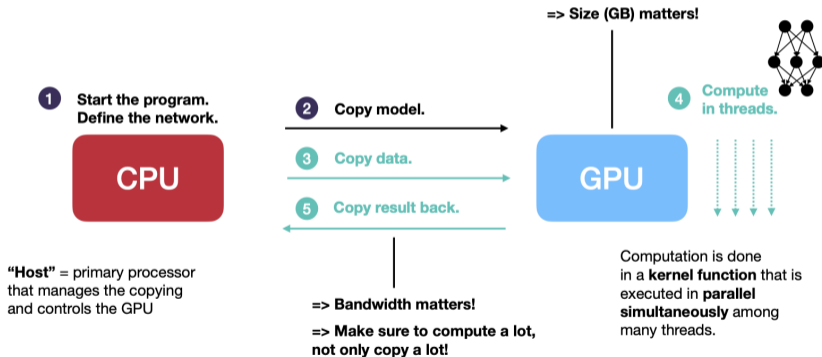 => Size (GB) matters!
1 Start the program.
Define the network.
2 Copy model.
4 Compute
in threads.
3 Copy data.
CPU
GPU
5 Copy result back.
“Host” = primary processor
that manages the copying
and controls the GPU
=> Bandwidth matters!
=> Make sure to compute a lot,
not only copy a lot!
Computation is done
in a kernel function that is
executed in parallel
simultaneously among
many threads.